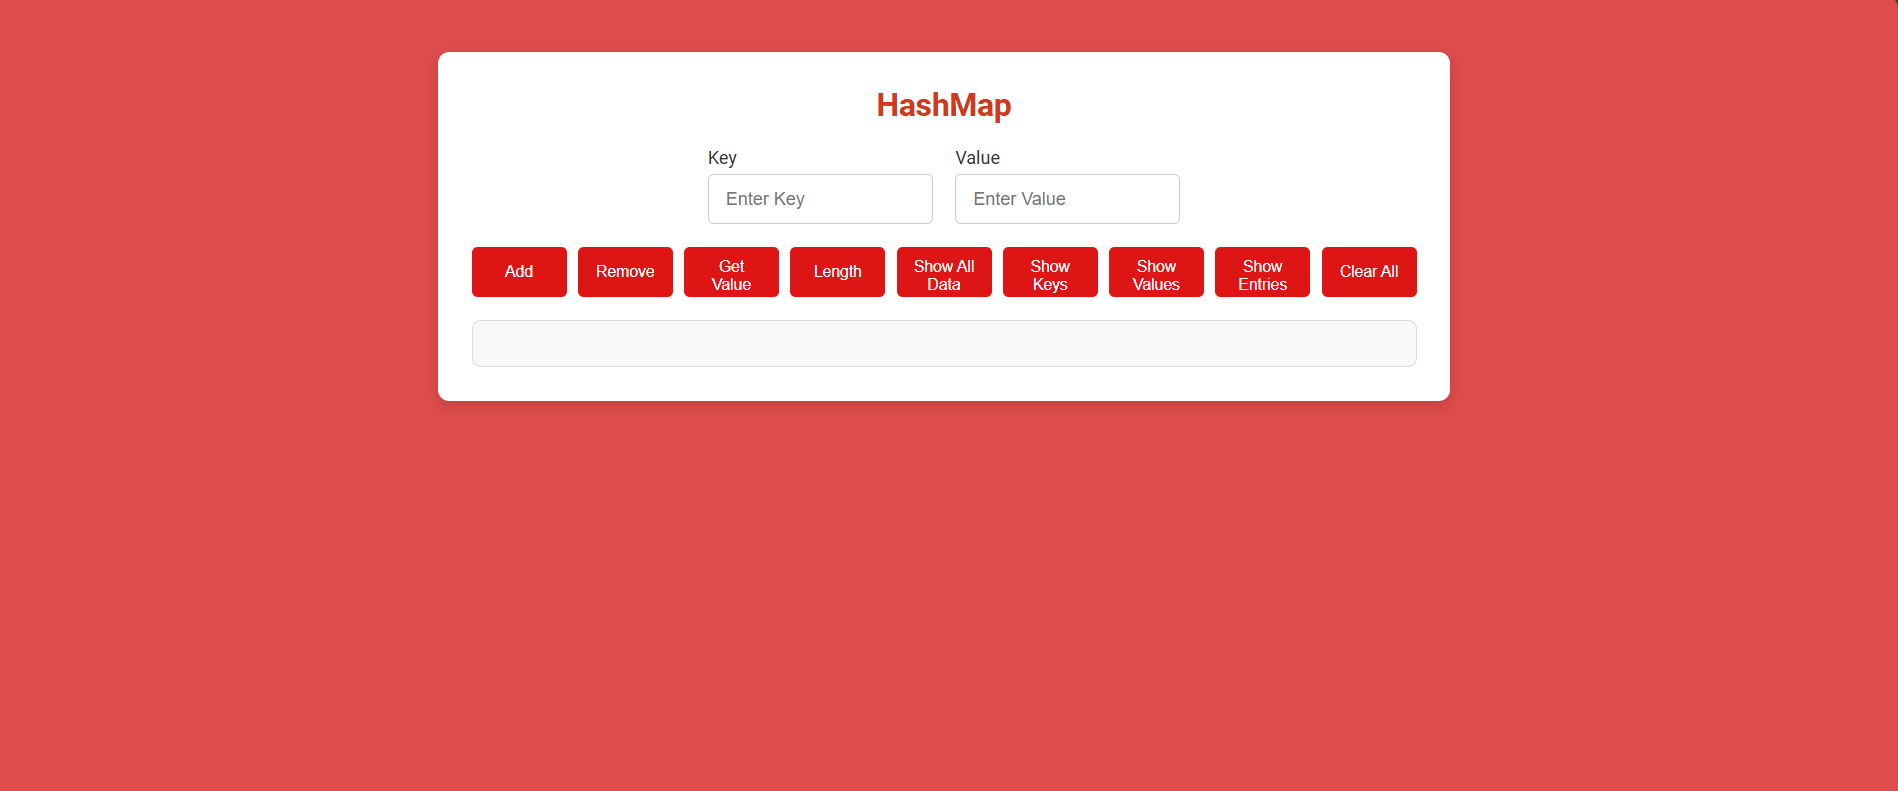 HashMap
Key
Value
Enter Key
Enter Value
Add
Remove
Get
Value
Length
Show All
Data
Show
Keys
Show
Values
Show
Entries
Clear All